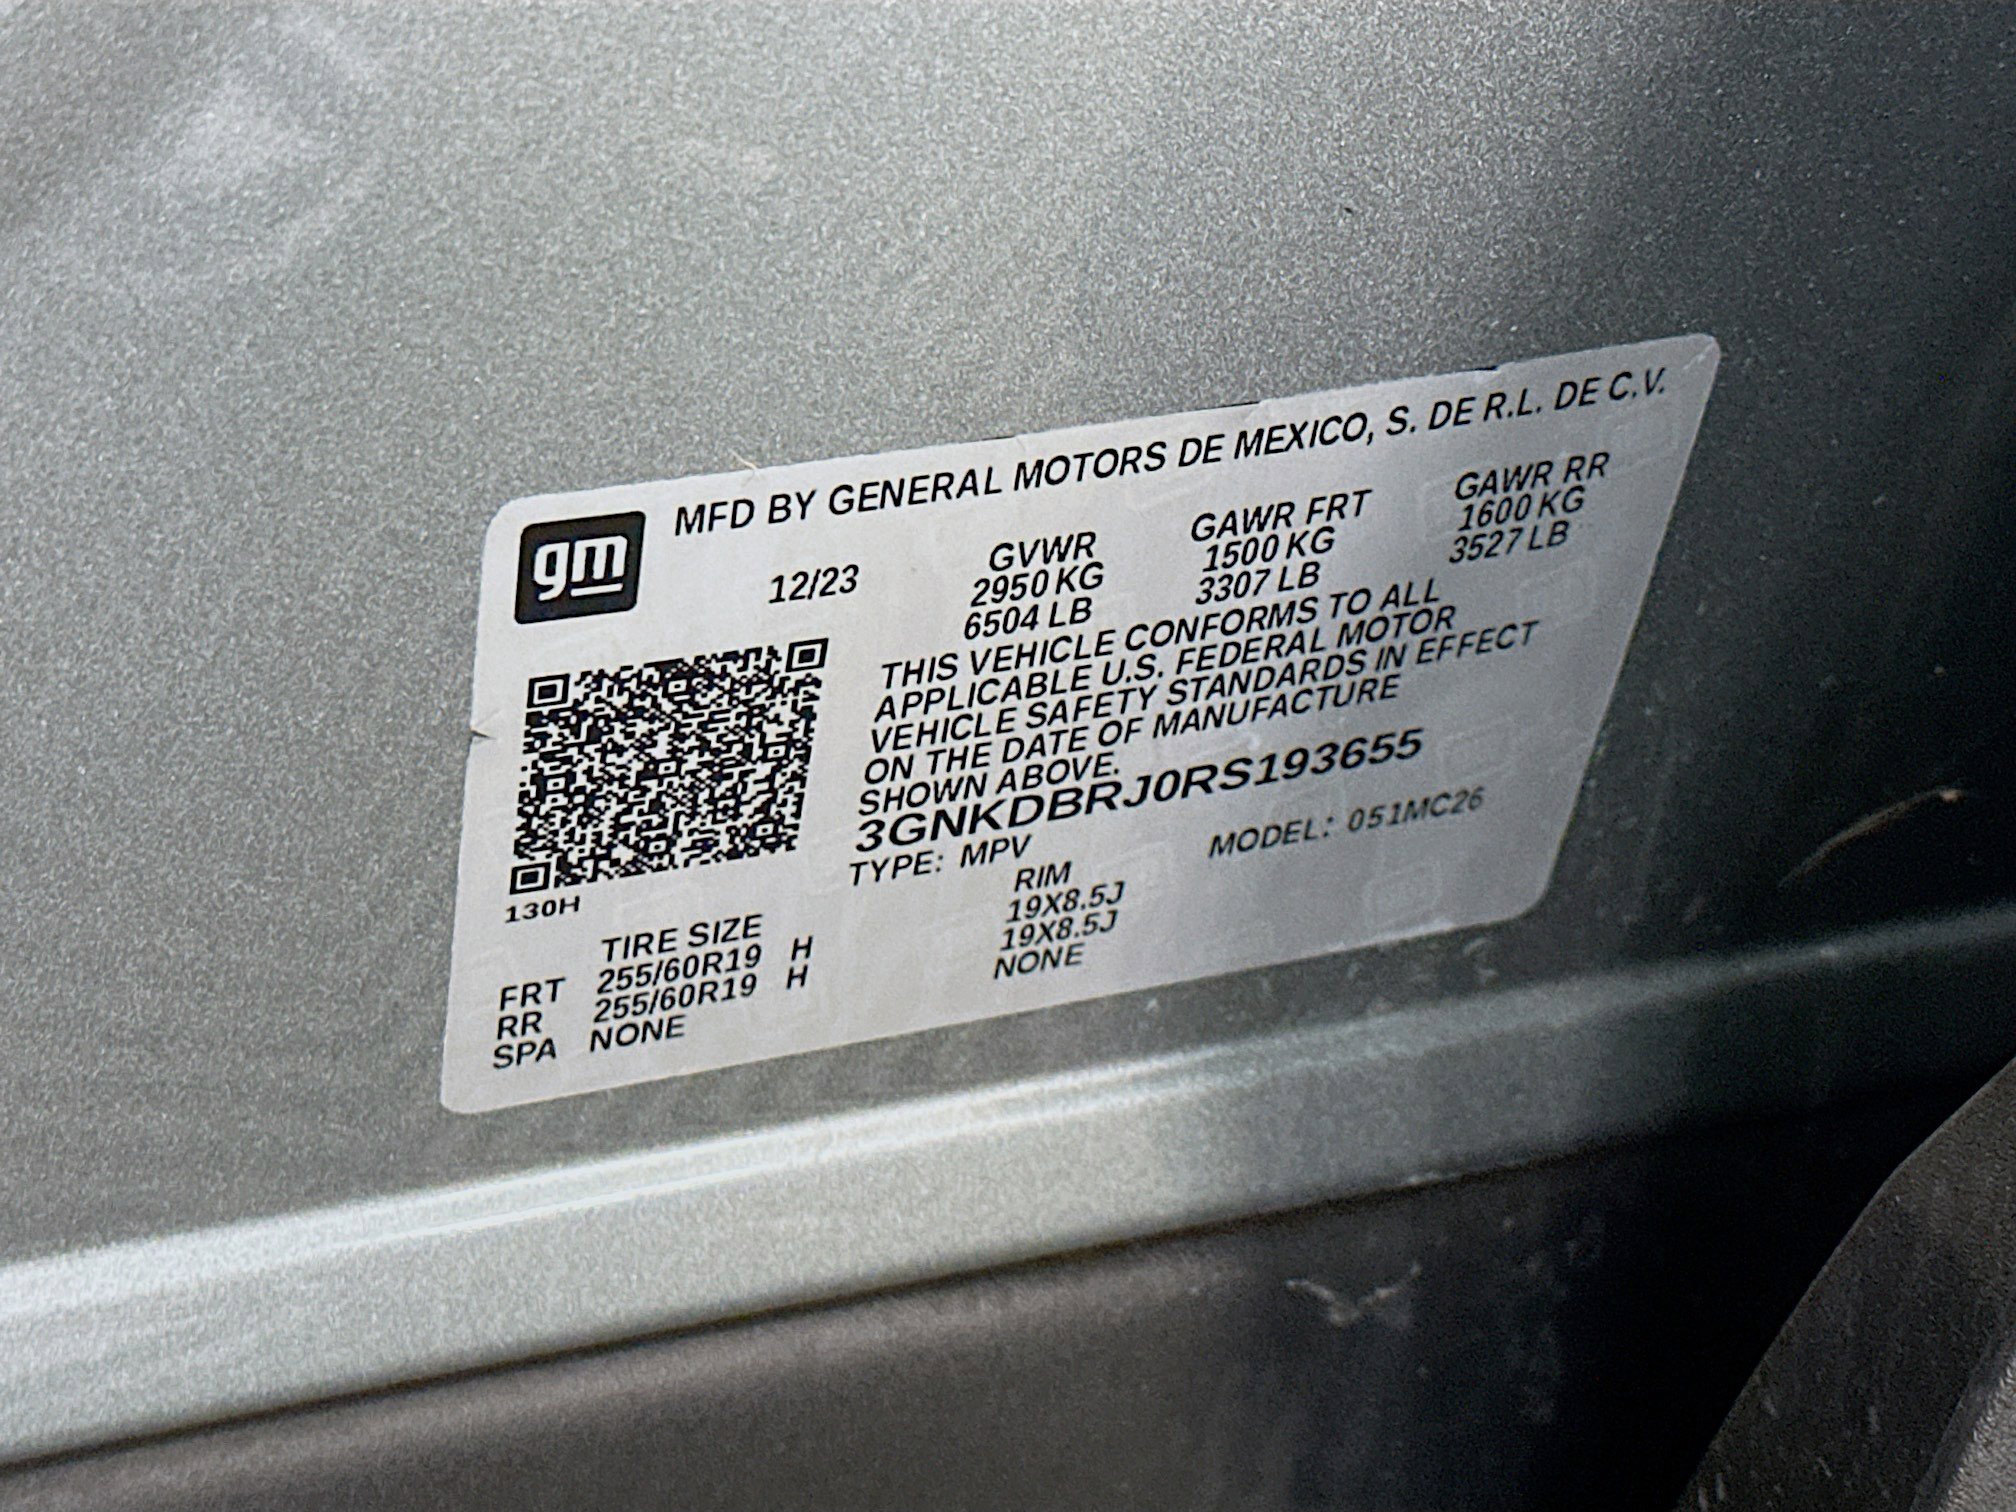 MFD BY GENERAL MOTORS DE MEXICO, S. DE R.L. DE C.V.
gm
12/23
GVWR
2950 KG
6504 LB
GAWR FRT
1500 KG
3307 LB
GAWR RR
1600 KG
3527 LB
THIS VEHICLE CONFORMS TO ALL
APPLICABLE U.S. FEDERAL MOTOR
VEHICLE SAFETY STANDARDS IN EFFECT
ON THE DATE OF MANUFACTURE
SHOWN ABOVE.
3GNKDBRJ0RS193655
TYPE: MPV
MODEL: 051MC26
130H
TIRE SIZE RIM
FRT 255/60R19 H 19X8.5J
RR 255/60R19 H 19X8.5J
SPA NONE NONE